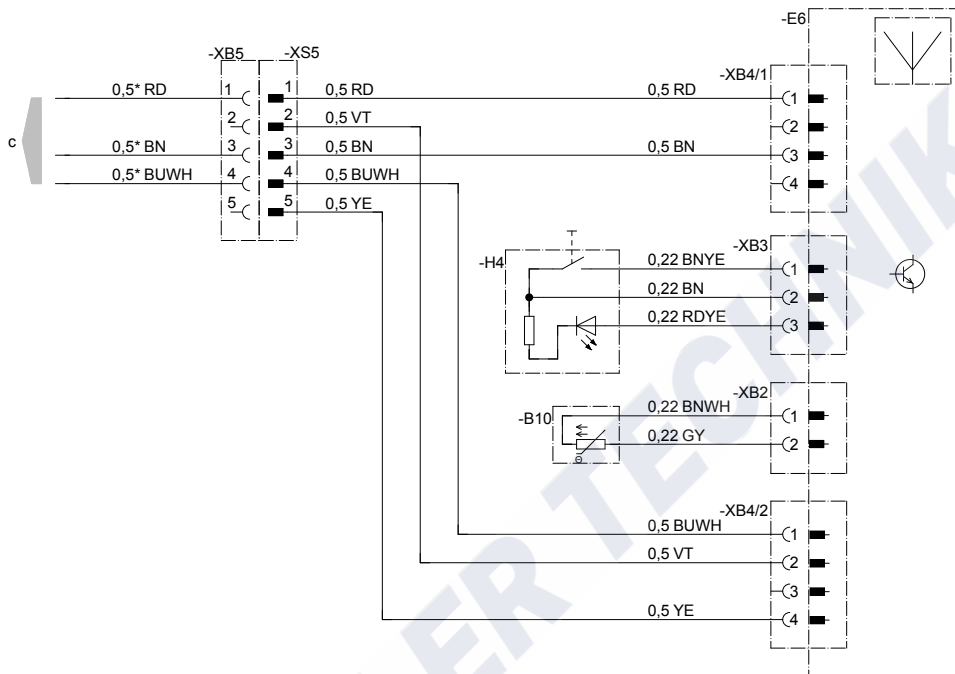 -E6
-XB5 -XS5
-XB4/1
0,5* RD 1 1 0,5 RD 0,5 RD 1
2 2 0,5 VT 2
c
0,5* BN 3 3 0,5 BN 0,5 BN 3
0,5* BUWH 4 4 0,5 BUWH 4
5 5 0,5 YE
-XB3
-H4 0,22 BNYE 1
0,22 BN 2
0,22 RDYE 3
-XB2
-B10 0,22 BNWH 1
0,22 GY 2
Θ
-XB4/2
0,5 BUWH 1
0,5 VT 2
3
0,5 YE 4
ER TECHNIK